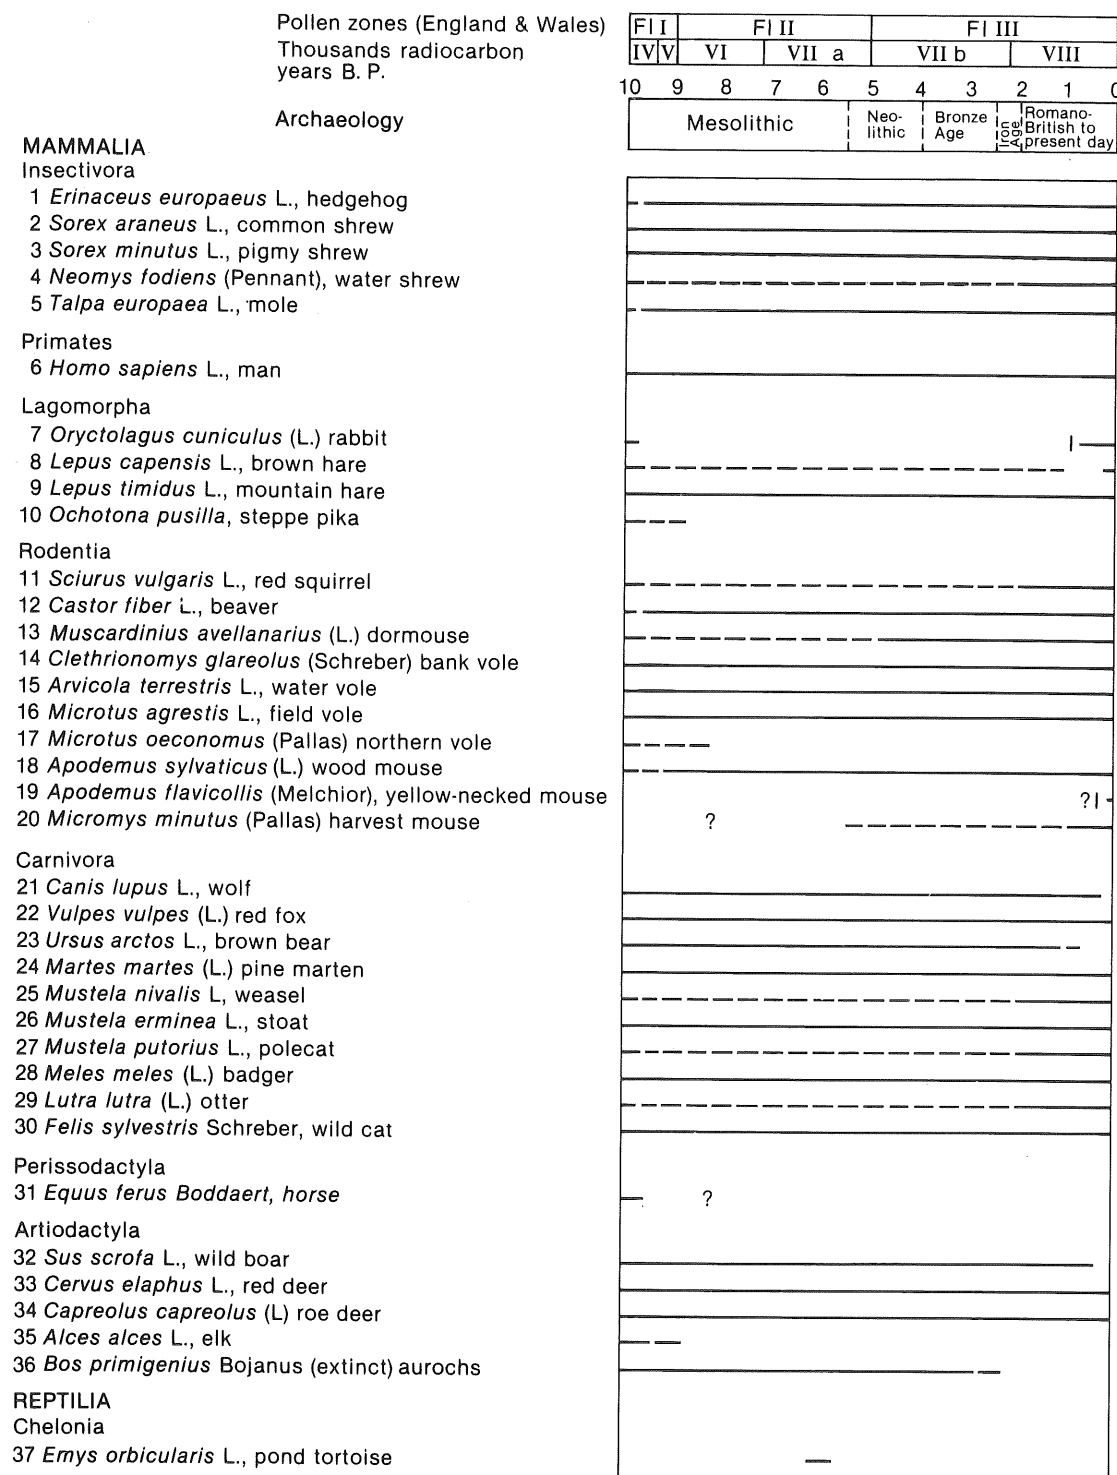 Pollen zones (England & Wales) Fl I Fl II Fl III
Thousands radiocarbon IV V VI VII a VII b VIII
years B. P.
10 9 8 7 6 5 4 3 2 1 0
Archaeology Mesolithic Neo-lithic Bronze Age Iron Age Romano-British to present day
MAMMALIA
Insectivora
1 Erinaceus europaeus L., hedgehog
2 Sorex araneus L., common shrew
3 Sorex minutus L., pigmy shrew
4 Neomys fodiens (Pennant), water shrew
5 Talpa europaea L., mole
Primates
6 Homo sapiens L., man
Lagomorpha
7 Oryctolagus cuniculus (L.) rabbit
8 Lepus capensis L., brown hare
9 Lepus timidus L., mountain hare
10 Ochotona pusilla, steppe pika
Rodentia
11 Sciurus vulgaris L., red squirrel
12 Castor fiber L., beaver
13 Muscardinius avellanarius (L.) dormouse
14 Clethrionomys glareolus (Schreber) bank vole
15 Arvicola terrestris L., water vole
16 Microtus agrestis L., field vole
17 Microtus oeconomus (Pallas) northern vole
18 Apodemus sylvaticus (L.) wood mouse
19 Apodemus flavicollis (Melchior), yellow-necked mouse ?
20 Micromys minutus (Pallas) harvest mouse ?
Carnivora
21 Canis lupus L., wolf
22 Vulpes vulpes (L.) red fox
23 Ursus arctos L., brown bear
24 Martes martes (L.) pine marten
25 Mustela nivalis L, weasel
26 Mustela erminea L., stoat
27 Mustela putorius L., polecat
28 Meles meles (L.) badger
29 Lutra lutra (L.) otter
30 Felis sylvestris Schreber, wild cat
Perissodactyla
31 Equus ferus Boddaert, horse ?
Artiodactyla
32 Sus scrofa L., wild boar
33 Cervus elaphus L., red deer
34 Capreolus capreolus (L) roe deer
35 Alces alces L., elk
36 Bos primigenius Bojanus (extinct) aurochs
REPTILIA
Chelonia
37 Emys orbicularis L., pond tortoise